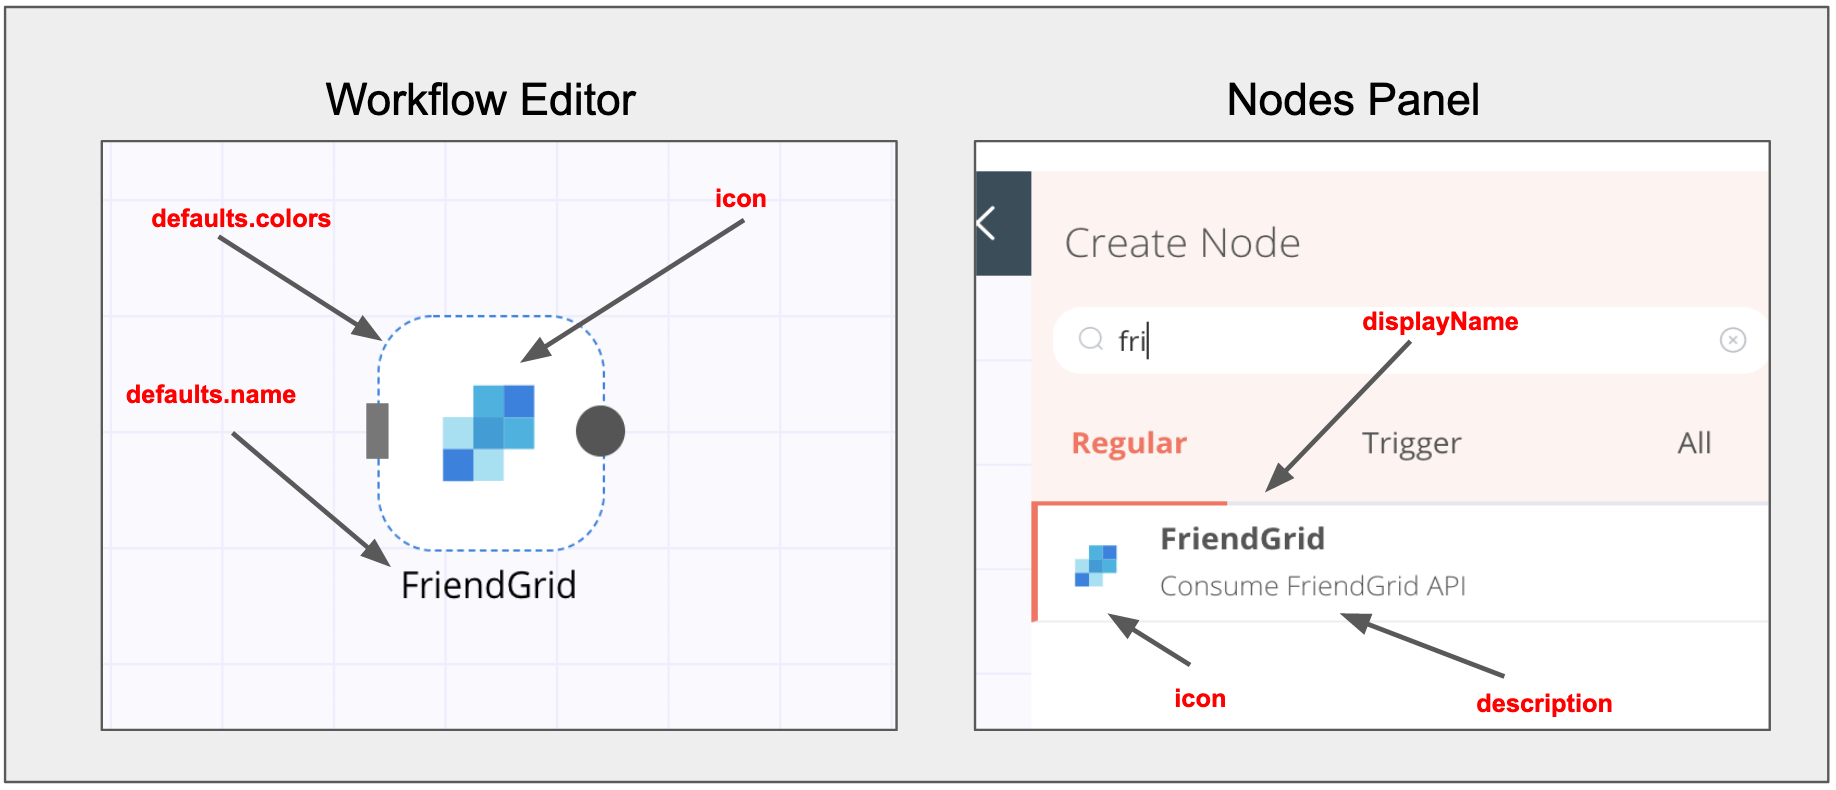 Workflow Editor
defaults.colors
icon
defaults.name
FriendGrid
Nodes Panel
Create Node
displayName
fri
Regular
Trigger
All
FriendGrid
Consume FriendGrid API
icon
description